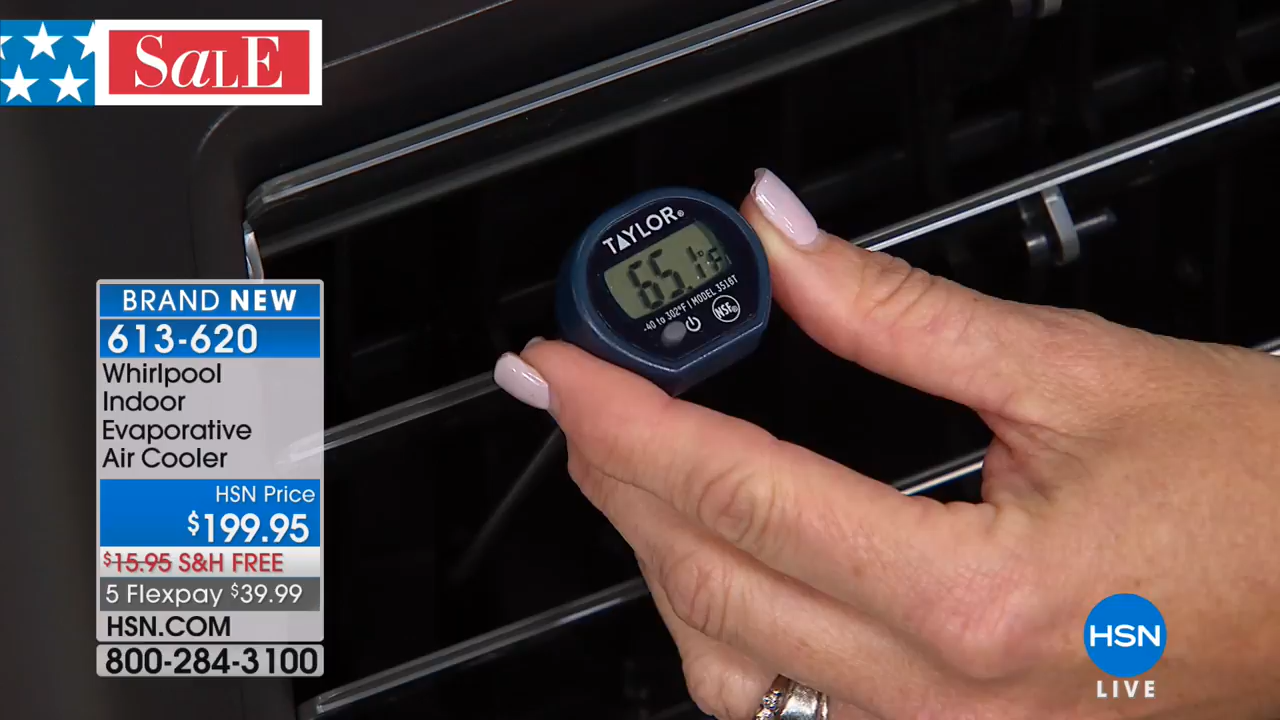 SaLE
BRAND NEW
613-620
Whirlpool
Indoor
Evaporative
Air Cooler
HSN Price
$199.95
$15.95 S&H FREE
5 Flexpay $39.99
HSN.COM
800-284-3100
TAYLOR®
65.1°F
-40 to 302°F | MODEL 3516T
NSF®
HSN
LIVE